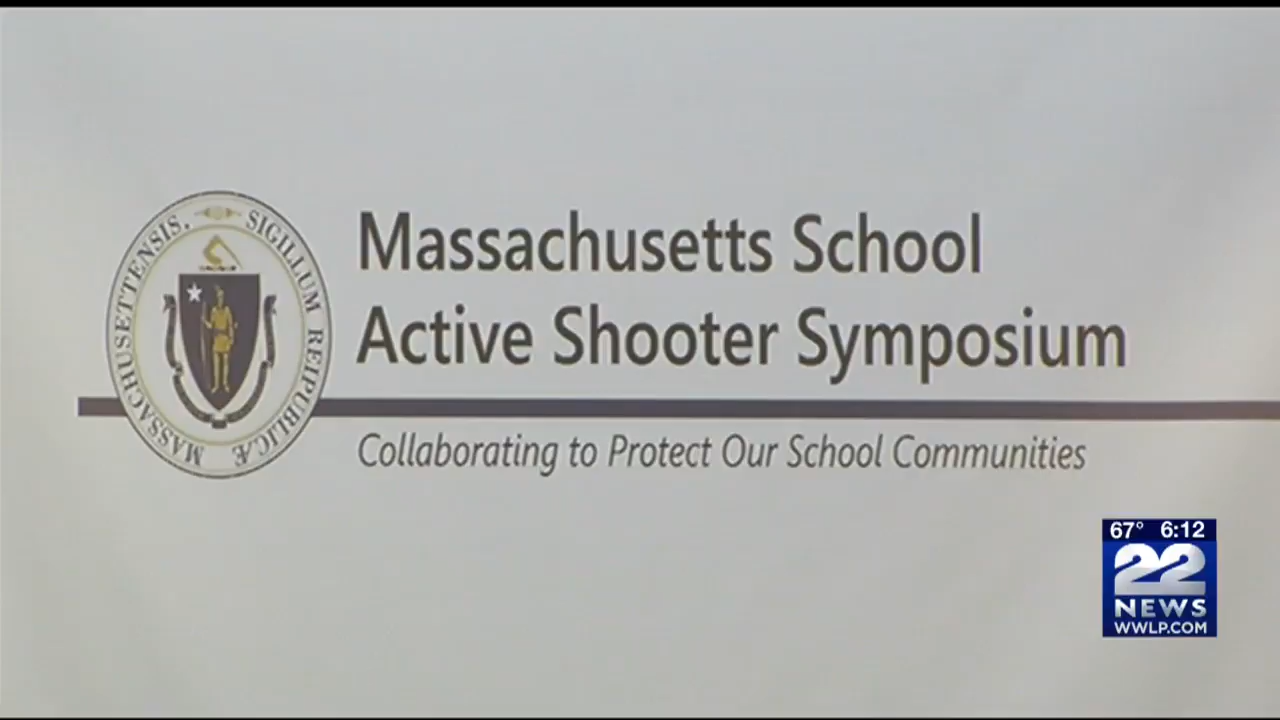 Massachusetts School
Active Shooter Symposium
Collaborating to Protect Our School Communities
SIGILLUM REIPUBLICÆ MASSACHUSETTENSIS.
67° 6:12
22
NEWS
WWLP.COM